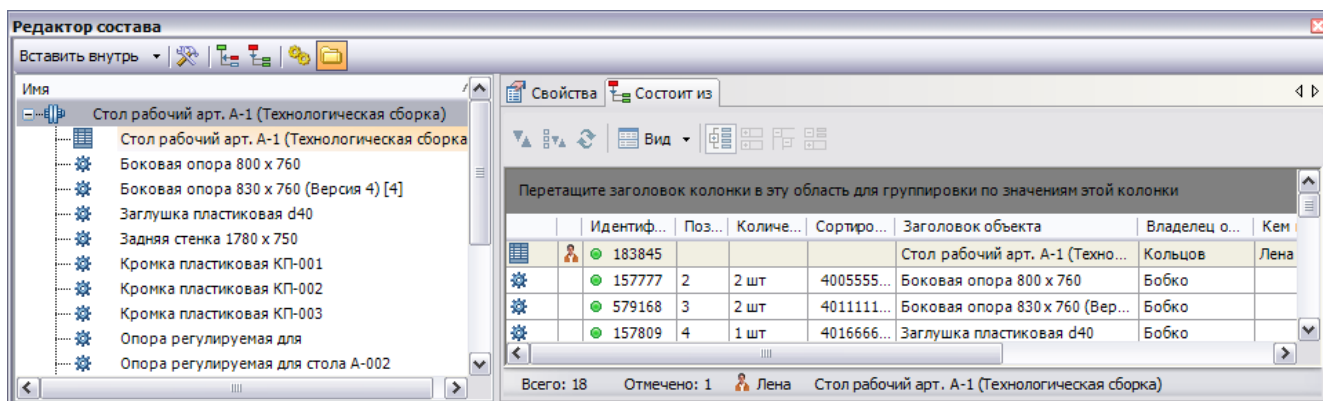 Редактор состава
Вставить внутрь
Имя
Стол рабочий арт. А-1 (Технологическая сборка)
Стол рабочий арт. А-1 (Технологическая сборка
Боковая опора 800 х 760
Боковая опора 830 х 760 (Версия 4) [4]
Заглушка пластиковая d40
Задняя стенка 1780 х 750
Кромка пластиковая КП-001
Кромка пластиковая КП-002
Кромка пластиковая КП-003
Опора регулируемая для
Опора регулируемая для стола А-002
Свойства Состоит из
Вид
Перетащите заголовок колонки в эту область для группировки по значениям этой колонки
Идентиф... Поз... Количе... Сортиро... Заголовок объекта Владелец о... Кем
183845 Стол рабочий арт. А-1 (Техно... Кольцов Лена
157777 2 2 шт 4005555... Боковая опора 800 х 760 Бобко
579168 3 2 шт 4011111... Боковая опора 830 х 760 (Вер... Бобко
157809 4 1 шт 4016666... Заглушка пластиковая d40 Бобко
Всего: 18 Отмечено: 1 Лена Стол рабочий арт. А-1 (Технологическая сборка)